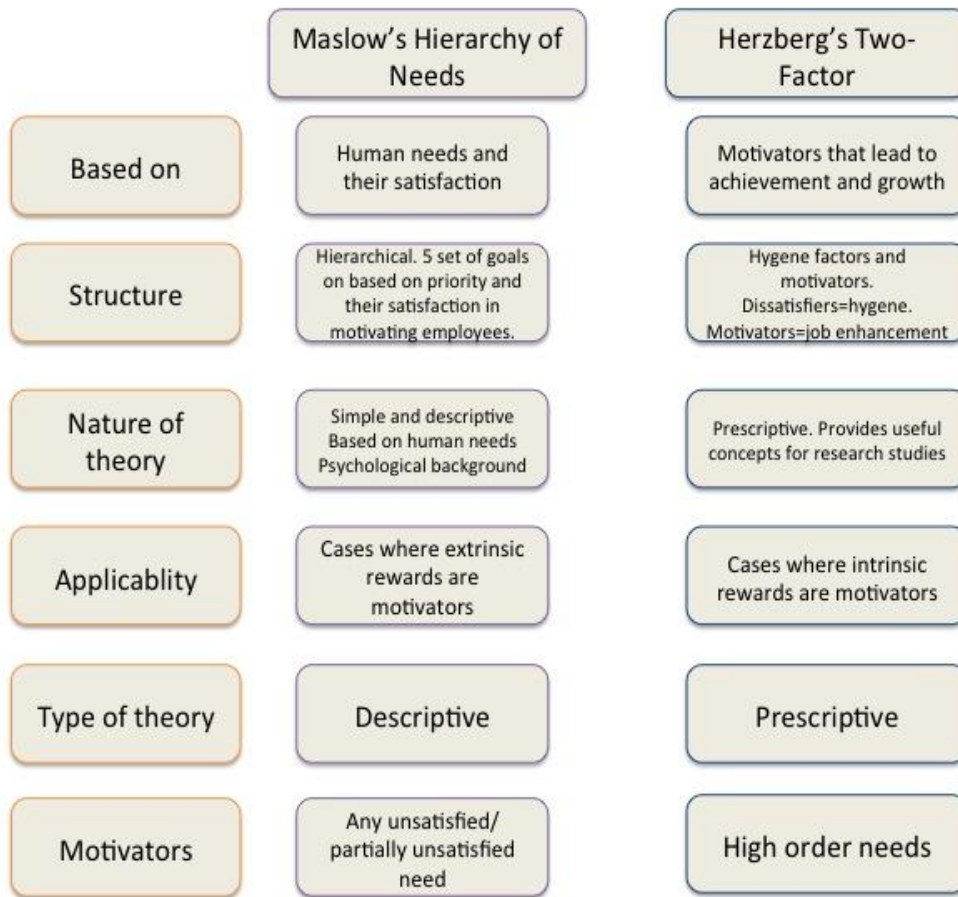 Maslow's Hierarchy of
Needs
Herzberg's Two-
Factor
Based on
Human needs and
their satisfaction
Motivators that lead to
achievement and growth
Structure
Hierarchical. 5 set of goals
on based on priority and
their satisfaction in
motivating employees.
Hygene factors and
motivators.
Dissatisfiers=hygene.
Motivators=job enhancement
Nature of
theory
Simple and descriptive
Based on human needs
Psychological background
Prescriptive. Provides useful
concepts for research studies
Applicablity
Cases where extrinsic
rewards are
motivators
Cases where intrinsic
rewards are motivators
Type of theory
Descriptive
Prescriptive
Motivators
Any unsatisfied/
partially unsatisfied
need
High order needs